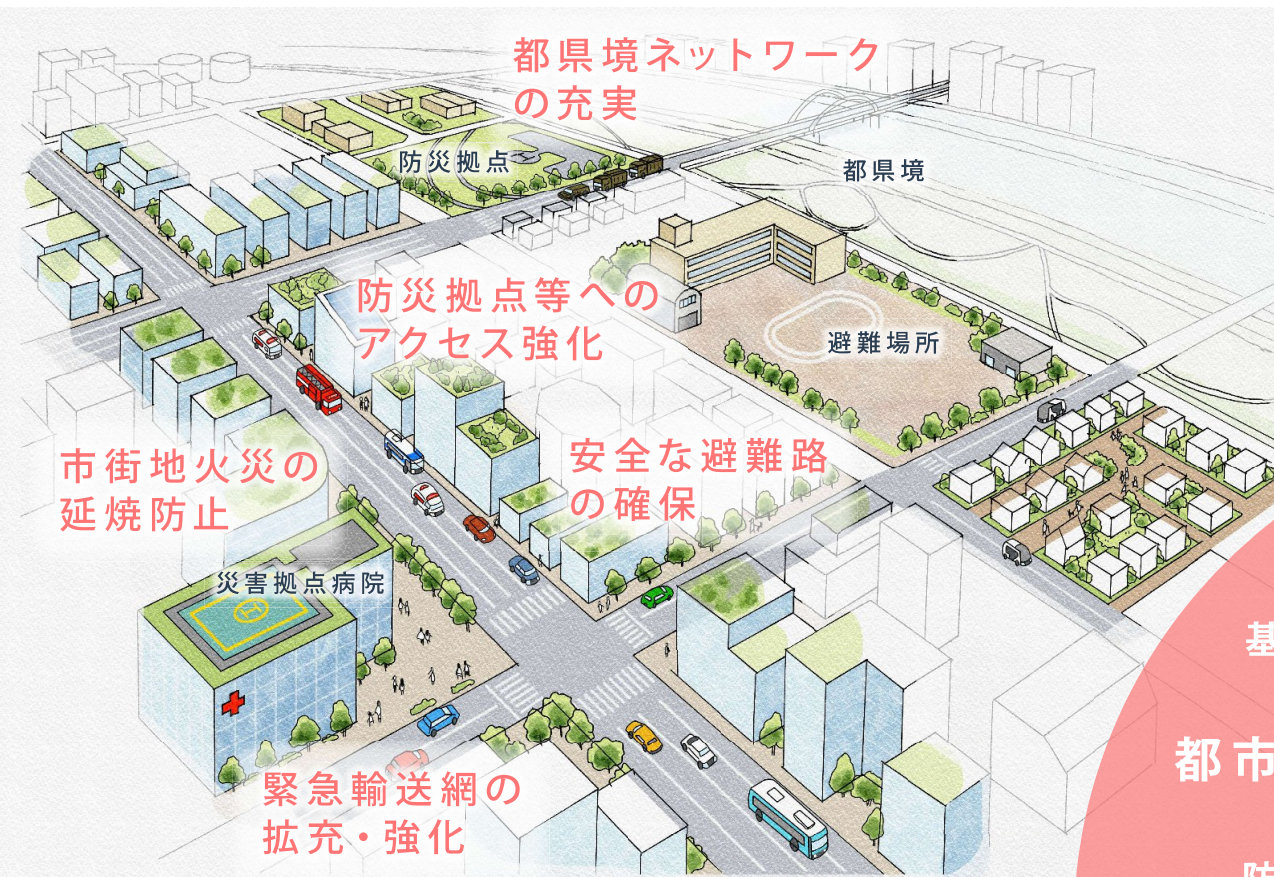 都県境ネットワーク
の充実
防災拠点
都県境
防災拠点等への
アクセス強化
避難場所
市街地火災の
延焼防止
安全な避難路
の確保
災害拠点病院
H
基
都市
緊急輸送網の
拡充・強化